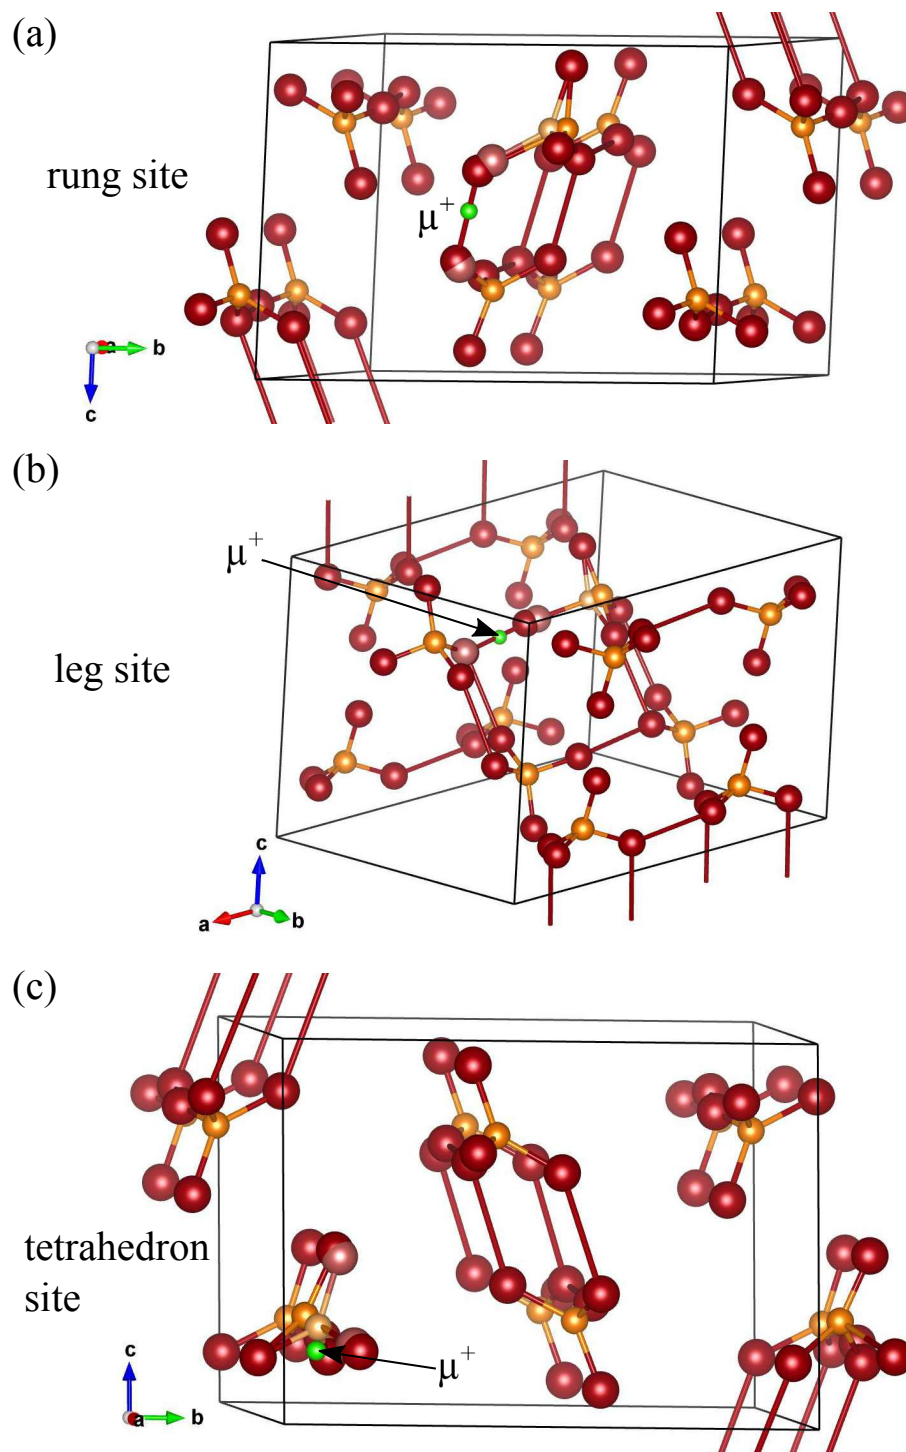 (a)
rung site
μ+
a
b
c
(b)
μ+
leg site
c
a
b
(c)
tetrahedron
site
μ+
c
a
b